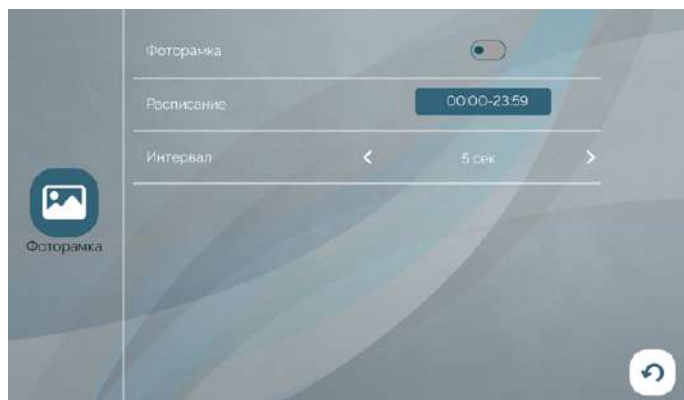 Фоторамка
Расписание
00:00-23:59
Интервал
5 сек
Фоторамка